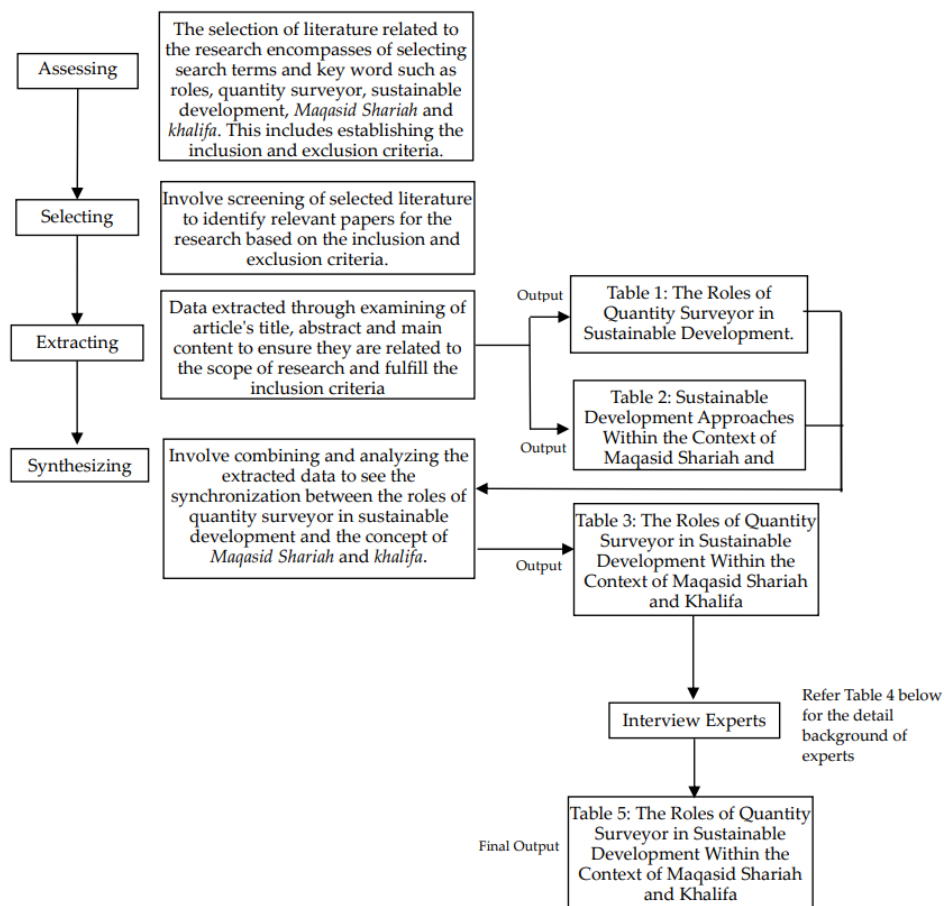 Assessing
The selection of literature related to
the research encompasses of selecting
search terms and key word such as
roles, quantity surveyor, sustainable
development, Maqasid Shariah and
khalifa. This includes establishing the
inclusion and exclusion criteria.
Selecting
Involve screening of selected literature
to identify relevant papers for the
research based on the inclusion and
exclusion criteria.
Extracting
Data extracted through examining of
article's title, abstract and main
content to ensure they are related to
the scope of research and fulfill the
inclusion criteria
Output
Table 1: The Roles of
Quantity Surveyor in
Sustainable Development.
Output
Table 2: Sustainable
Development Approaches
Within the Context of
Maqasid Shariah and
Synthesizing
Involve combining and analyzing the
extracted data to see the
synchronization between the roles of
quantity surveyor in sustainable
development and the concept of
Maqasid Shariah and khalifa.
Output
Table 3: The Roles of Quantity
Surveyor in Sustainable
Development Within the
Context of Maqasid Shariah
and Khalifa
Interview Experts
Refer Table 4 below
for the detail
background of
experts
Final Output
Table 5: The Roles of Quantity
Surveyor in Sustainable
Development Within the
Context of Maqasid Shariah
and Khalifa